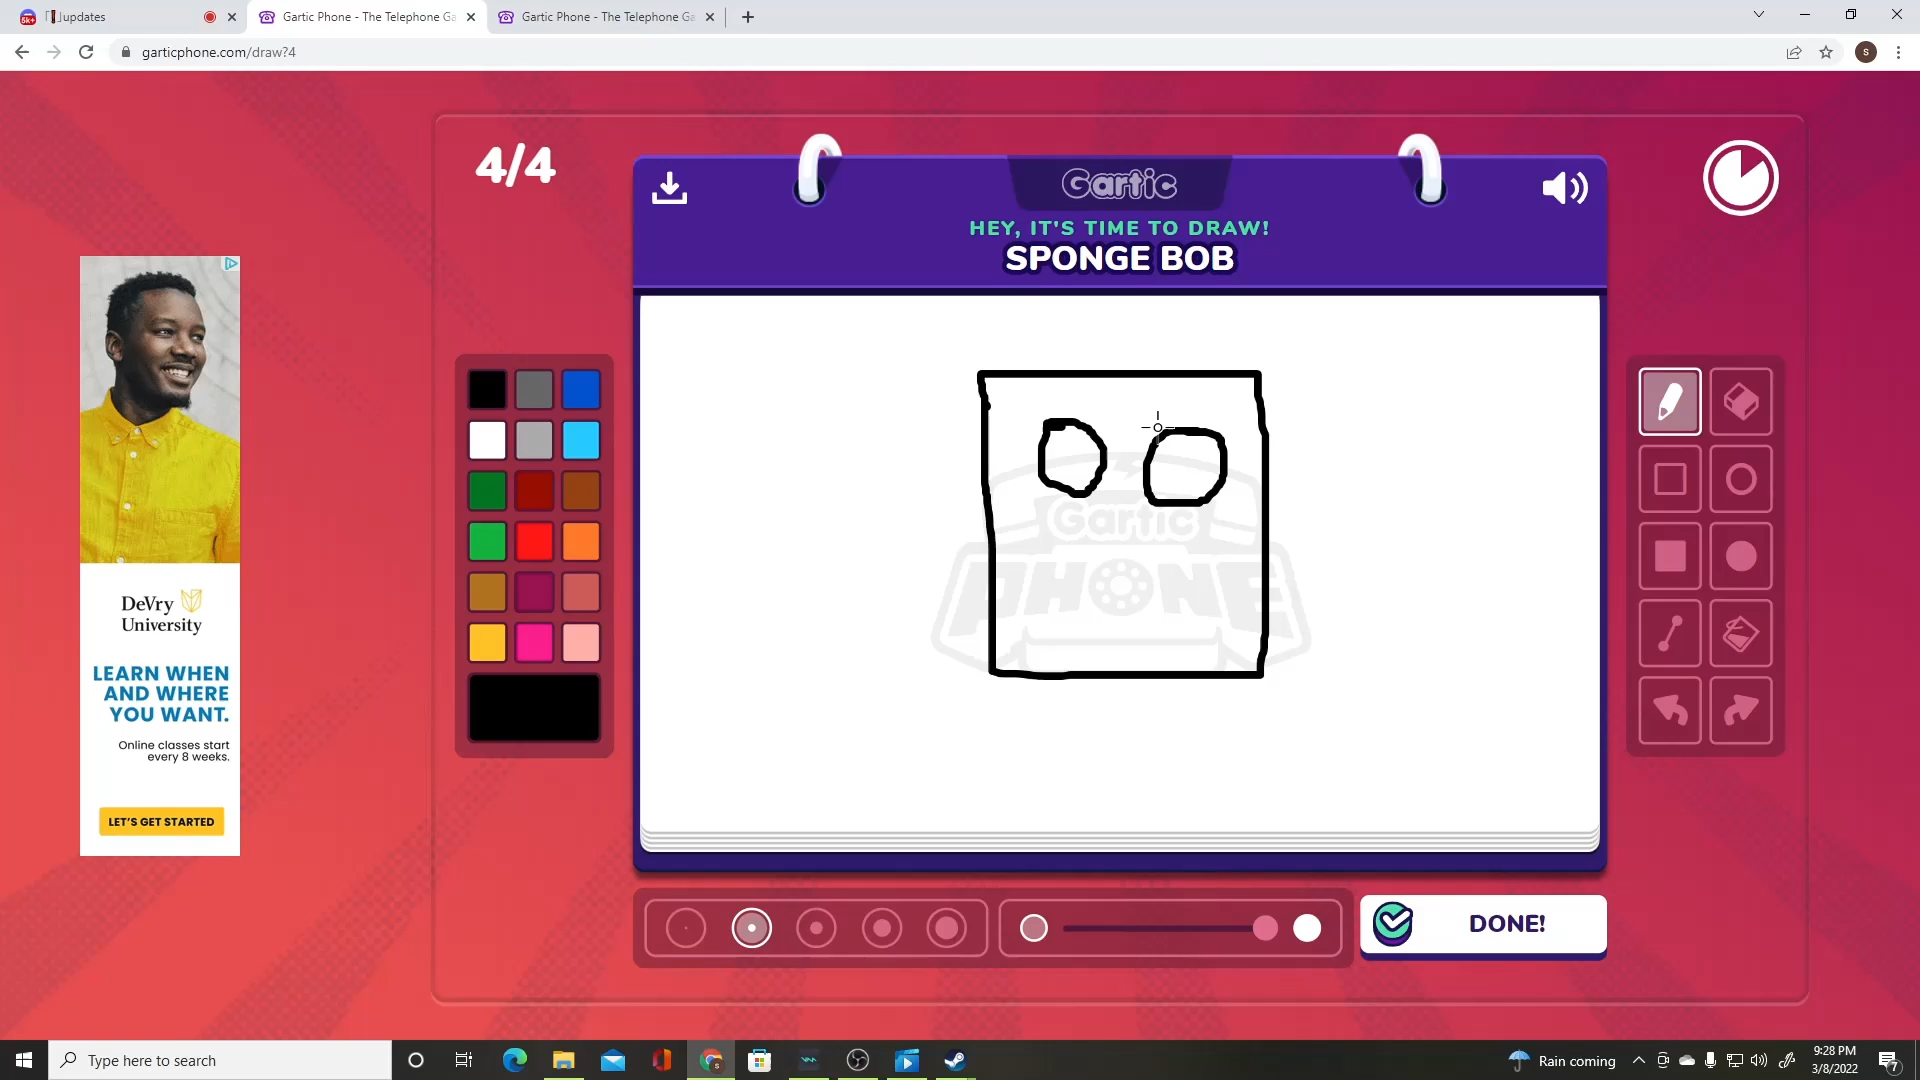 updates
Gartic Phone - The Telephone Ga
Gartic Phone - The Telephone Ga
garticphone.com/draw?4
S
4/4
Gartic
HEY, IT'S TIME TO DRAW!
SPONGE BOB
Gartic
PHONE
DeVry
University
LEARN WHEN
AND WHERE
YOU WANT.
Online classes start
every 8 weeks.
LET'S GET STARTED
DONE!
Type here to search
Rain coming
9:28 PM
3/8/2022
7